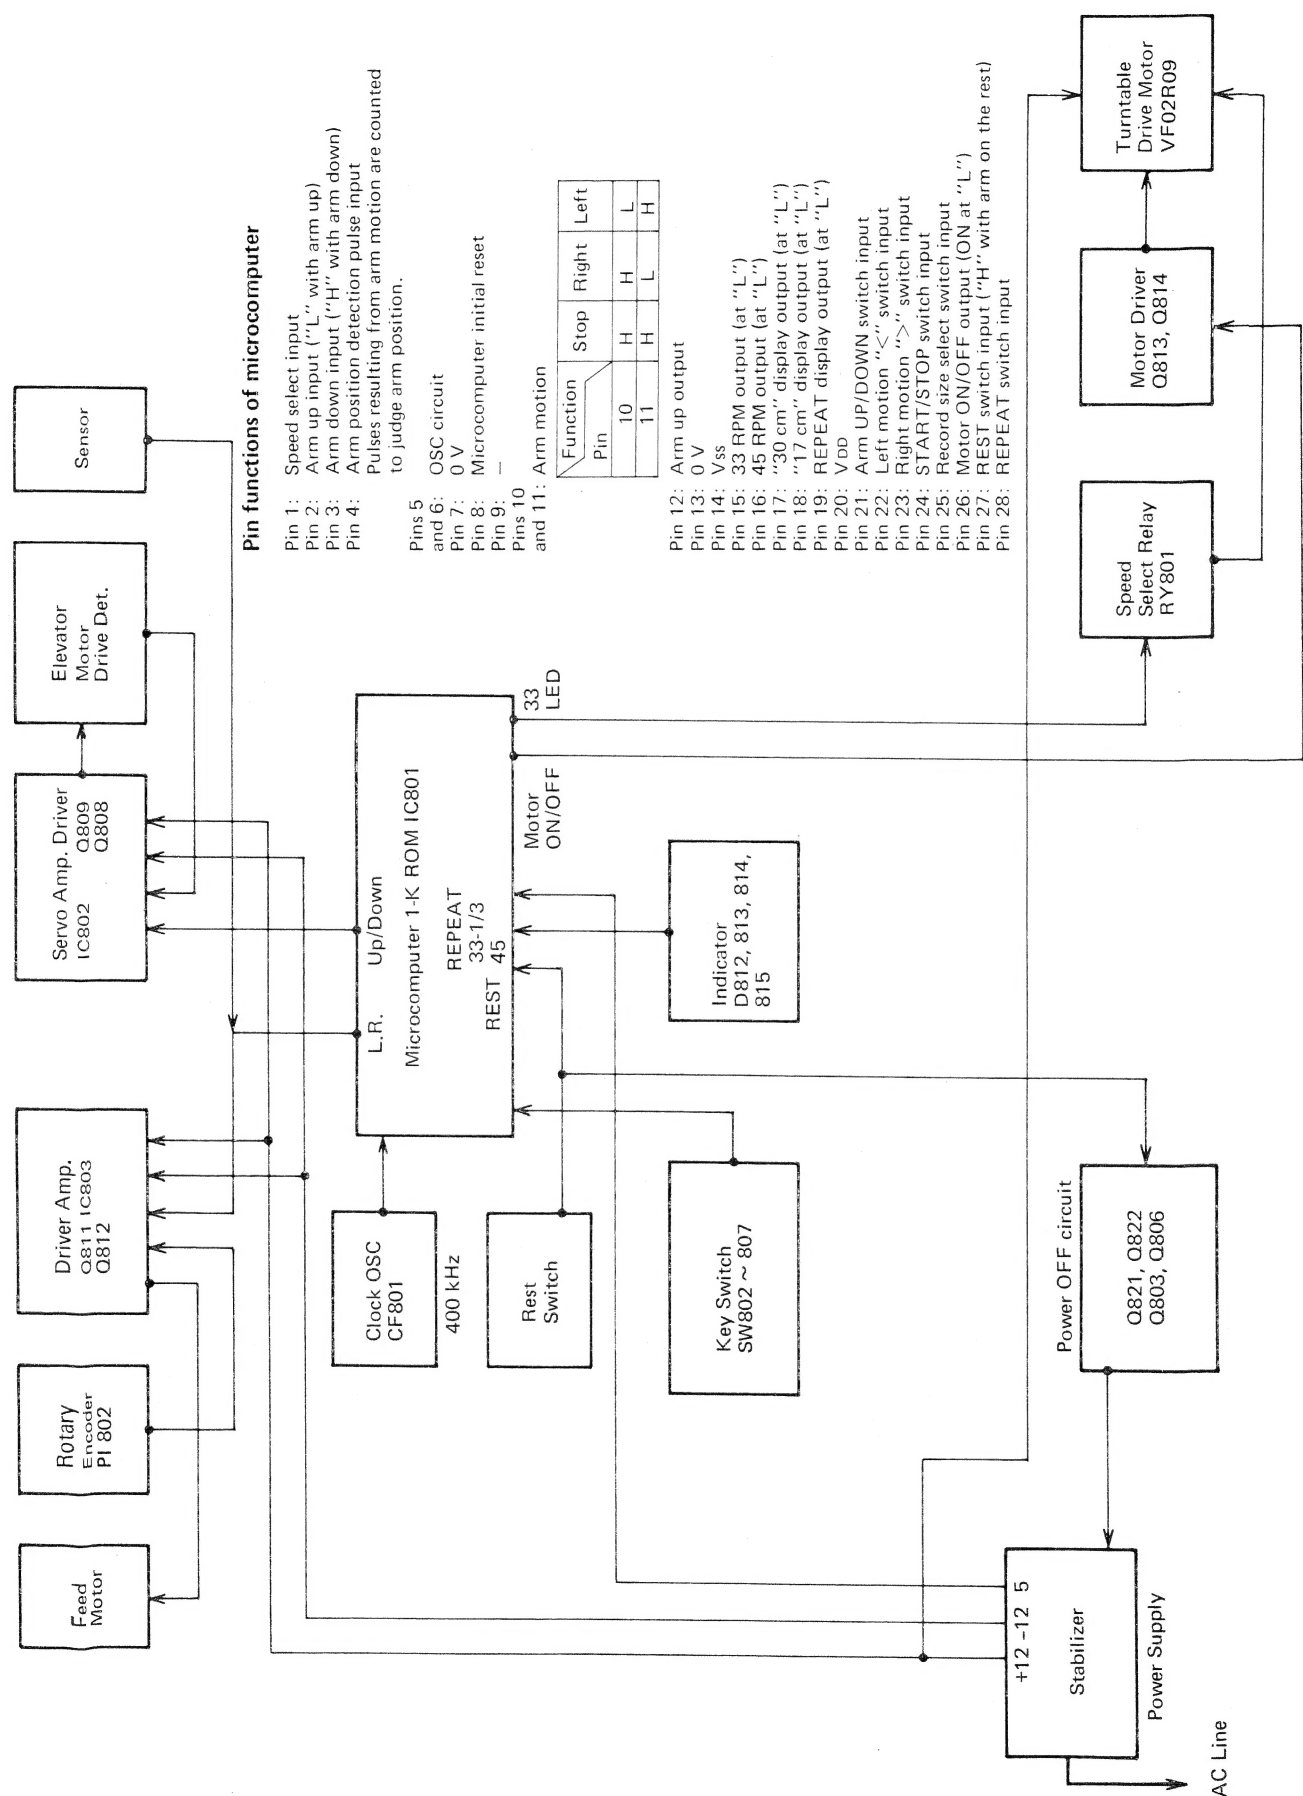 Feed
Motor
Rotary
Encoder
PI 802
Driver Amp.
Q811 IC803
Q812
Servo Amp. Driver
IC802 Q809
Q808
Elevator
Motor
Drive Det.
Sensor
Clock OSC
CF801
400 kHz
L.R. Up/Down
Microcomputer 1-K ROM IC801
REPEAT
33-1/3
REST 45
Motor
ON/OFF
33
LED
Rest
Switch
Key Switch
SW802 ~ 807
Indicator
D812, 813, 814,
815
+12 -12 5
Stabilizer
Power Supply
AC Line
Power OFF circuit
Q821, Q822
Q803, Q806
Speed
Select Relay
RY801
Motor Driver
Q813, Q814
Turntable
Drive Motor
VF02R09
Pin functions of microcomputer
Pin 1: Speed select input
Pin 2: Arm up input ("L" with arm up)
Pin 3: Arm down input ("H" with arm down)
Pin 4: Arm position detection pulse input
Pulses resulting from arm motion are counted
to judge arm position.
Pins 5
and 6: OSC circuit
Pin 7: 0 V
Pin 8: Microcomputer initial reset
Pin 9: —
Pins 10
and 11: Arm motion
Function Stop Right Left
Pin
10 H H L
11 H L H
Pin 12: Arm up output
Pin 13: 0 V
Pin 14: Vss
Pin 15: 33 RPM output (at "L")
Pin 16: 45 RPM output (at "L")
Pin 17: "30 cm" display output (at "L")
Pin 18: "17 cm" display output (at "L")
Pin 19: REPEAT display output (at "L")
Pin 20: VDD
Pin 21: Arm UP/DOWN switch input
Pin 22: Left motion "<" switch input
Pin 23: Right motion ">" switch input
Pin 24: START/STOP switch input
Pin 25: Record size select switch input
Pin 26: Motor ON/OFF output (ON at "L")
Pin 27: REST switch input ("H" with arm on the rest)
Pin 28: REPEAT switch input